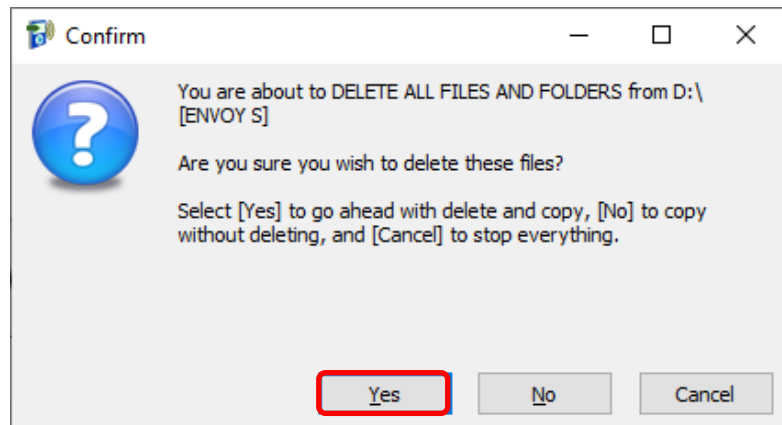 Confirm
You are about to DELETE ALL FILES AND FOLDERS from D:\
[ENVOY S]
Are you sure you wish to delete these files?
Select [Yes] to go ahead with delete and copy, [No] to copy
without deleting, and [Cancel] to stop everything.
Yes No Cancel